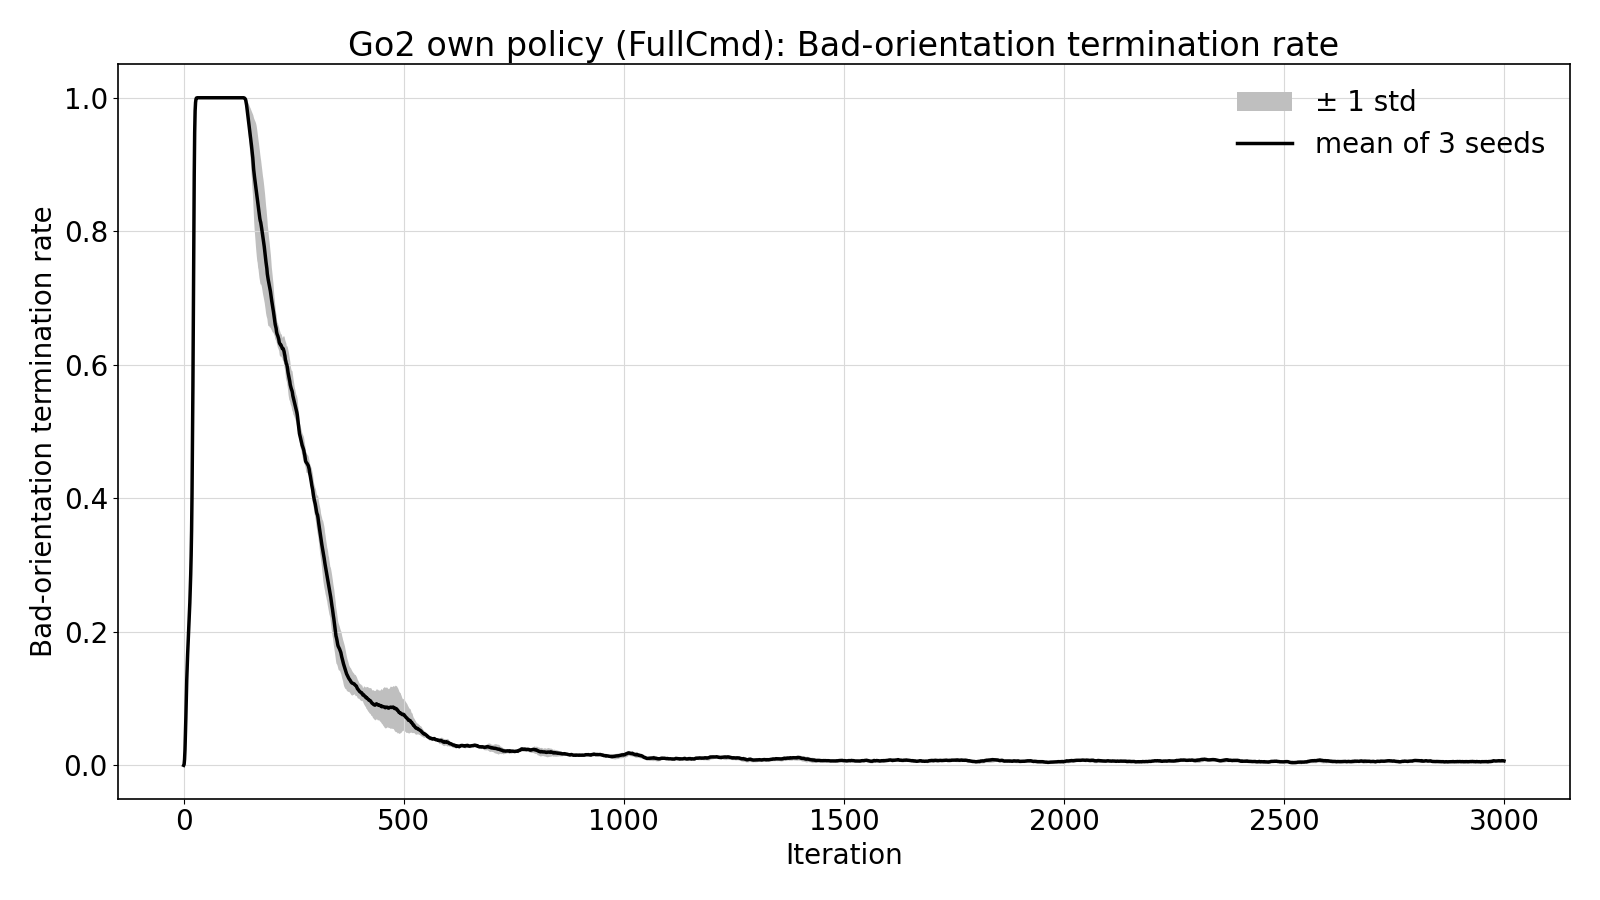 Go2 own policy (FullCmd): Bad-orientation termination rate
± 1 std
mean of 3 seeds
Bad-orientation termination rate
1.0
0.8
0.6
0.4
0.2
0.0
0 500 1000 1500 2000 2500 3000
Iteration